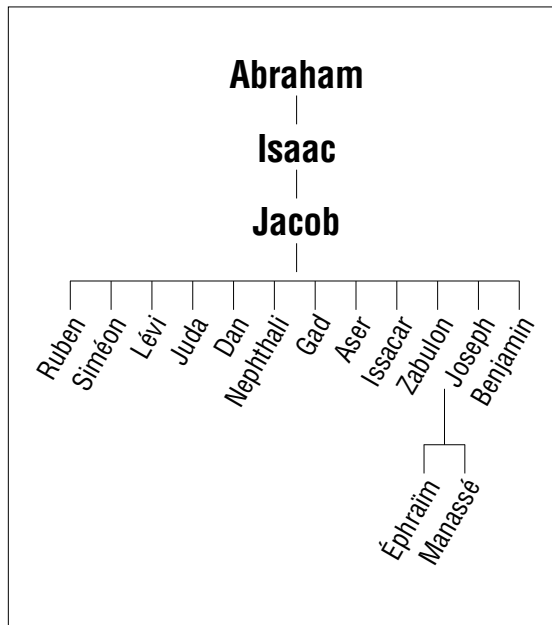 Abraham
Isaac
Jacob
Ruben
Siméon
Lévi
Juda
Dan
Nephthali
Gad
Aser
Issacar
Zabulon
Joseph
Benjamin
Éphraïm
Manassé